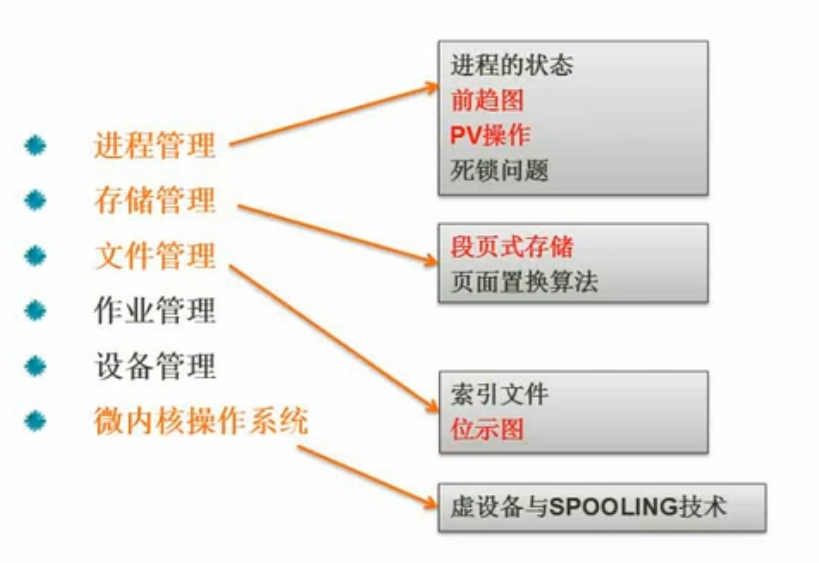 进程管理
存储管理
文件管理
作业管理
设备管理
微内核操作系统
进程的状态
前趋图
PV操作
死锁问题
段页式存储
页面置换算法
索引文件
位示图
虚设备与SPOOLING技术